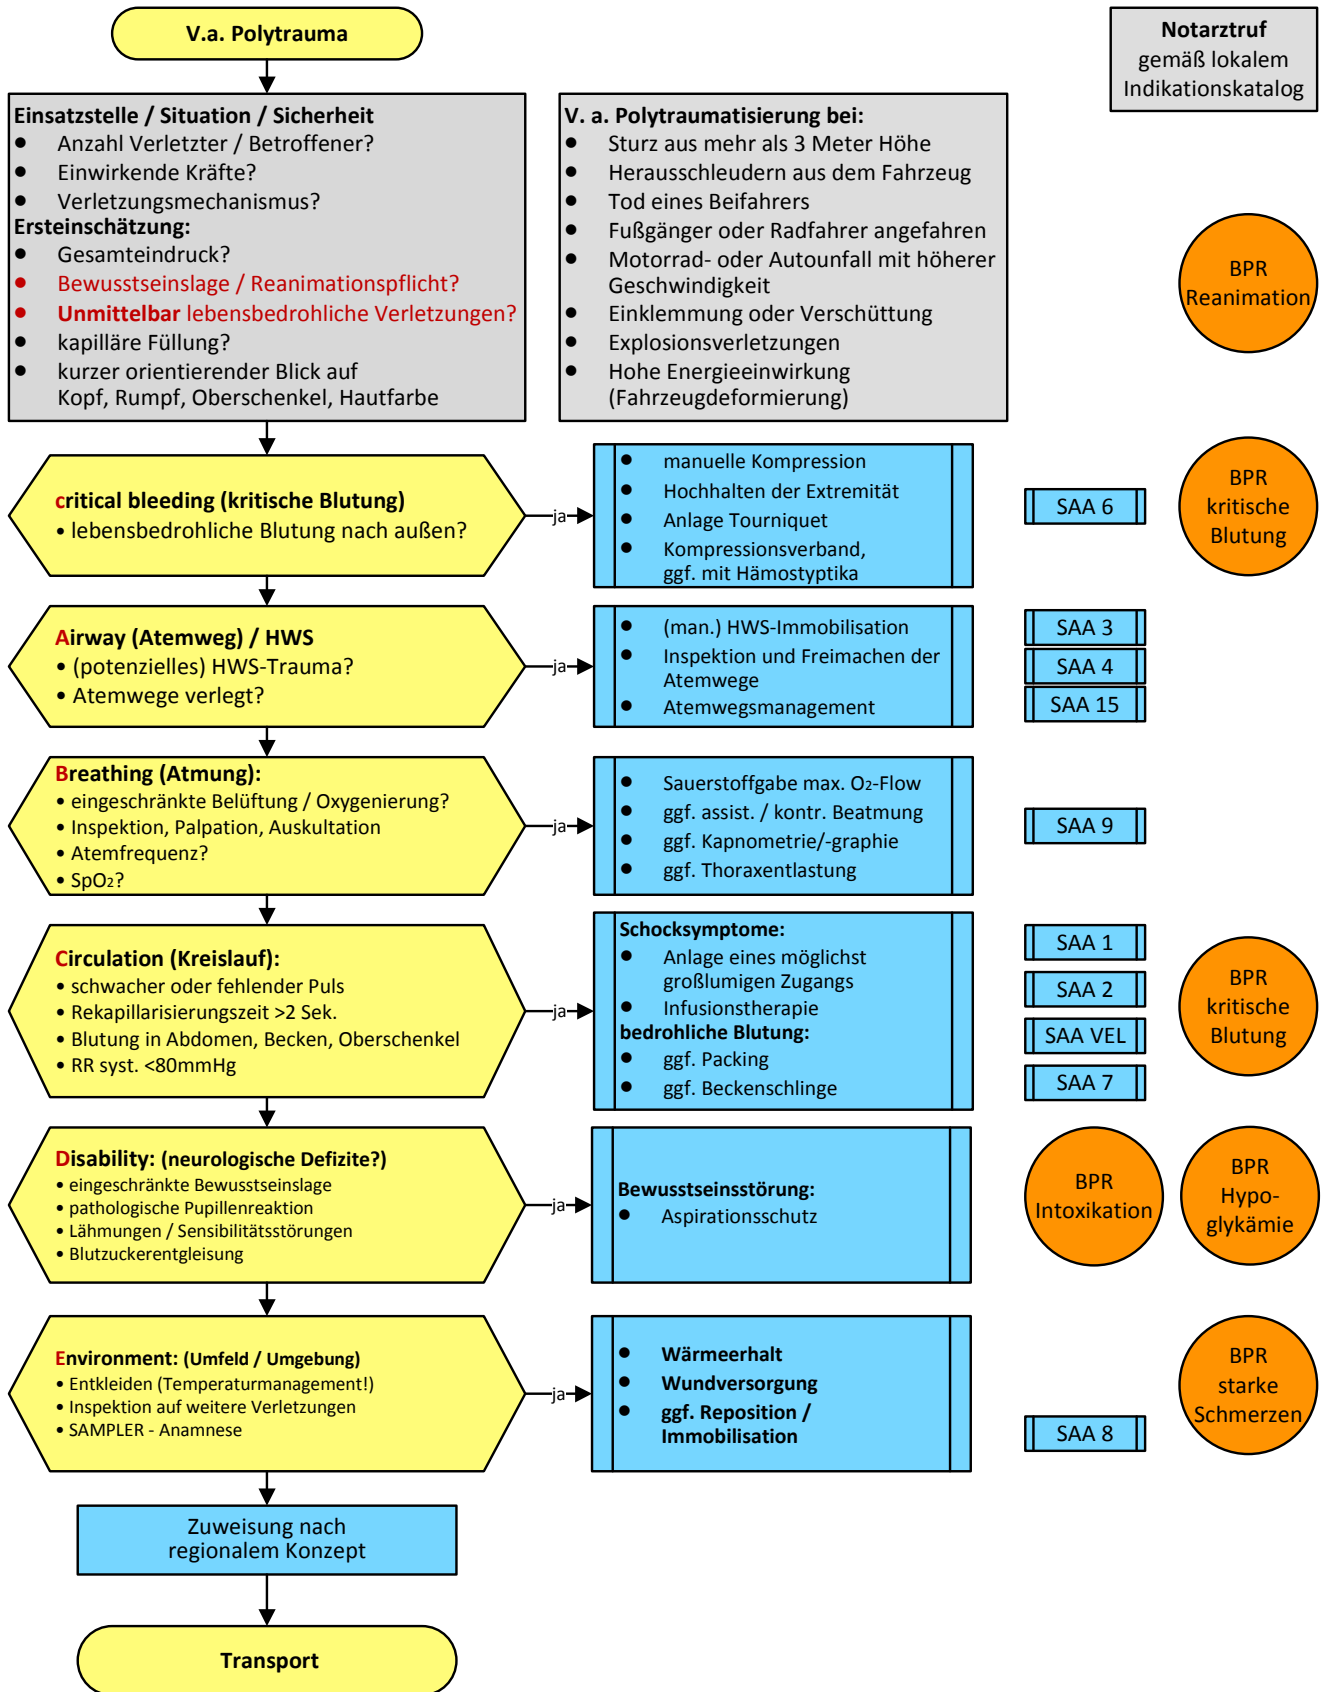 V.a. Polytrauma
Notarztruf
gemäß lokalem
Indikationskatalog
Einsatzstelle / Situation / Sicherheit
● Anzahl Verletzter / Betroffener?
● Einwirkende Kräfte?
● Verletzungsmechanismus?
Ersteinschätzung:
● Gesamteindruck?
● Bewusstseinslage / Reanimationspflicht?
● Unmittelbar lebensbedrohliche Verletzungen?
● kapilläre Füllung?
● kurzer orientierender Blick auf
Kopf, Rumpf, Oberschenkel, Hautfarbe
V. a. Polytraumatisierung bei:
● Sturz aus mehr als 3 Meter Höhe
● Herausschleudern aus dem Fahrzeug
● Tod eines Beifahrers
● Fußgänger oder Radfahrer angefahren
● Motorrad- oder Autounfall mit höherer
Geschwindigkeit
● Einklemmung oder Verschüttung
● Explosionsverletzungen
● Hohe Energieeinwirkung
(Fahrzeugdeformierung)
BPR
Reanimation
critical bleeding (kritische Blutung)
• lebensbedrohliche Blutung nach außen?
ja
● manuelle Kompression
● Hochhalten der Extremität
● Anlage Tourniquet
● Kompressionsverband,
ggf. mit Hämostyptika
SAA 6
BPR
kritische
Blutung
Airway (Atemweg) / HWS
• (potenzielles) HWS-Trauma?
• Atemwege verlegt?
ja
● (man.) HWS-Immobilisation
● Inspektion und Freimachen der
Atemwege
● Atemwegsmanagement
SAA 3
SAA 4
SAA 15
Breathing (Atmung):
• eingeschränkte Belüftung / Oxygenierung?
• Inspektion, Palpation, Auskultation
• Atemfrequenz?
• SpO2?
ja
● Sauerstoffgabe max. O2-Flow
● ggf. assist. / kontr. Beatmung
● ggf. Kapnometrie/-graphie
● ggf. Thoraxentlastung
SAA 9
Circulation (Kreislauf):
• schwacher oder fehlender Puls
• Rekapillarisierungszeit >2 Sek.
• Blutung in Abdomen, Becken, Oberschenkel
• RR syst. <80mmHg
ja
Schocksymptome:
● Anlage eines möglichst
großlumigen Zugangs
● Infusionstherapie
bedrohliche Blutung:
● ggf. Packing
● ggf. Beckenschlinge
SAA 1
SAA 2
SAA VEL
SAA 7
BPR
kritische
Blutung
Disability: (neurologische Defizite?)
• eingeschränkte Bewusstseinslage
• pathologische Pupillenreaktion
• Lähmungen / Sensibilitätsstörungen
• Blutzuckerentgleisung
ja
Bewusstseinsstörung:
● Aspirationsschutz
BPR
Intoxikation
BPR
Hypo-
glykämie
Environment: (Umfeld / Umgebung)
• Entkleiden (Temperaturmanagement!)
• Inspektion auf weitere Verletzungen
• SAMPLER - Anamnese
ja
● Wärmeerhalt
● Wundversorgung
● ggf. Reposition /
Immobilisation
SAA 8
BPR
starke
Schmerzen
Zuweisung nach
regionalem Konzept
Transport